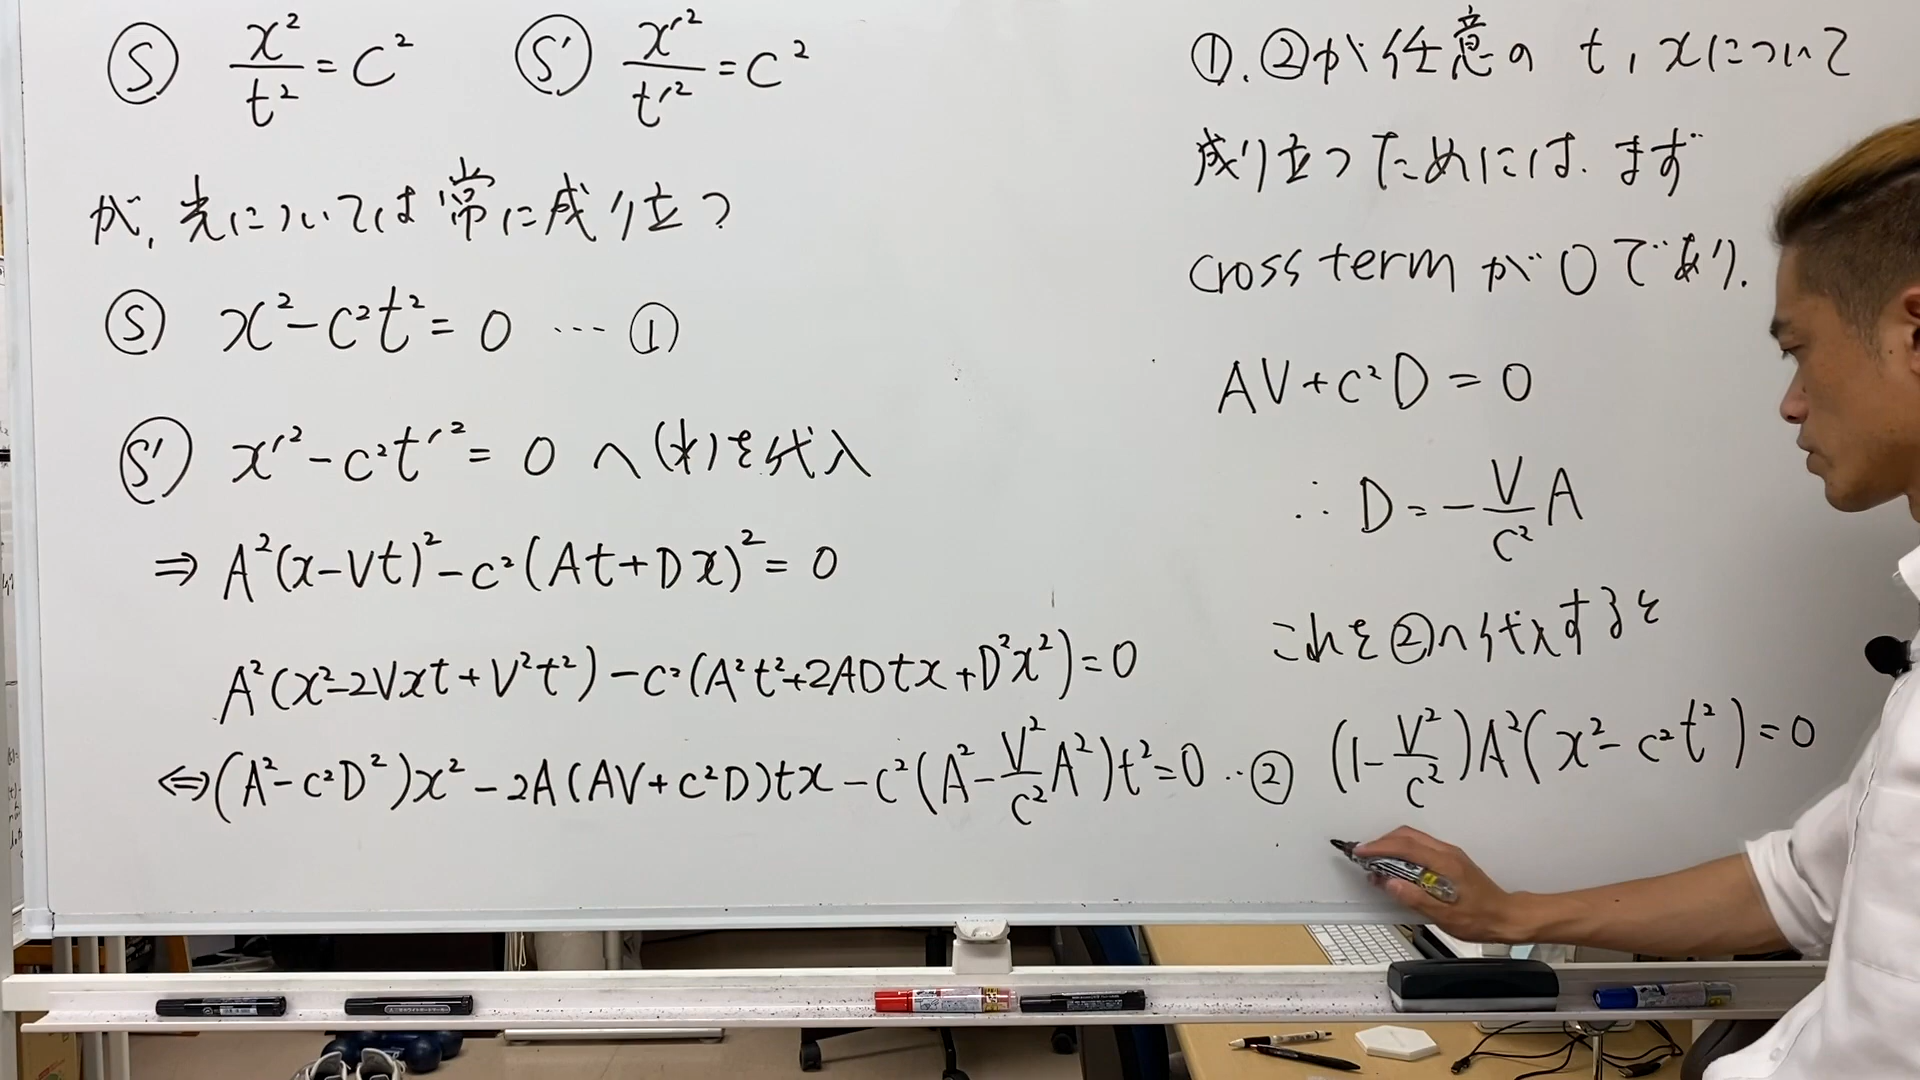 Ⓢ x²/t² = C²  Ⓢ' x'²/t'² = C²
が、光については常に成り立つ
Ⓢ x² - c²t² = 0 … ①
Ⓢ' x'² - c²t'² = 0 へ(*)を代入
⇒ A²(x-Vt)² - c²(At+Dx)² = 0
A²(x²-2Vxt+V²t²) - c²(A²t²+2ADtx+D²x²) = 0
⇔ (A²-c²D²)x² - 2A(AV+c²D)tx - c²(A²-V²/c² A²)t² = 0 ‥②
①.②が任意の t, xについて
成り立つためには. まず
cross term が 0 であり.
AV + c²D = 0
∴ D = -V/c² A
これを②へ代入すると
(1-V²/c²)A²(x²-c²t²) = 0